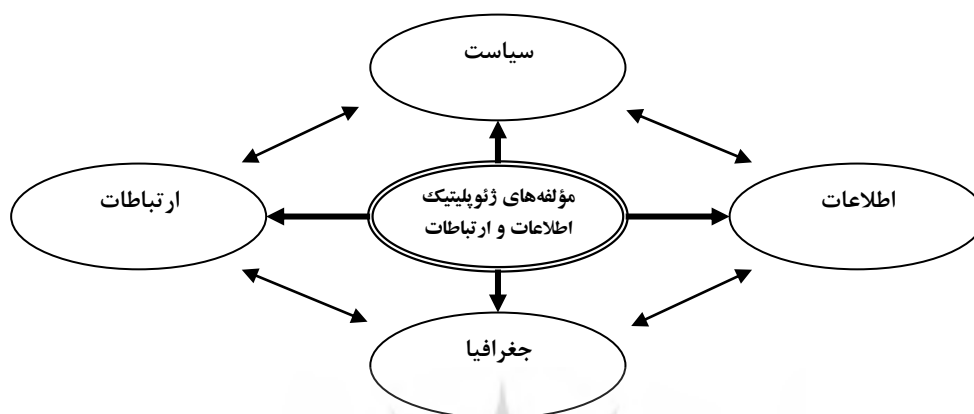 سیاست
ارتباطات
مؤلفه‌های ژئوپلیتیک
اطلاعات و ارتباطات
اطلاعات
جغرافیا